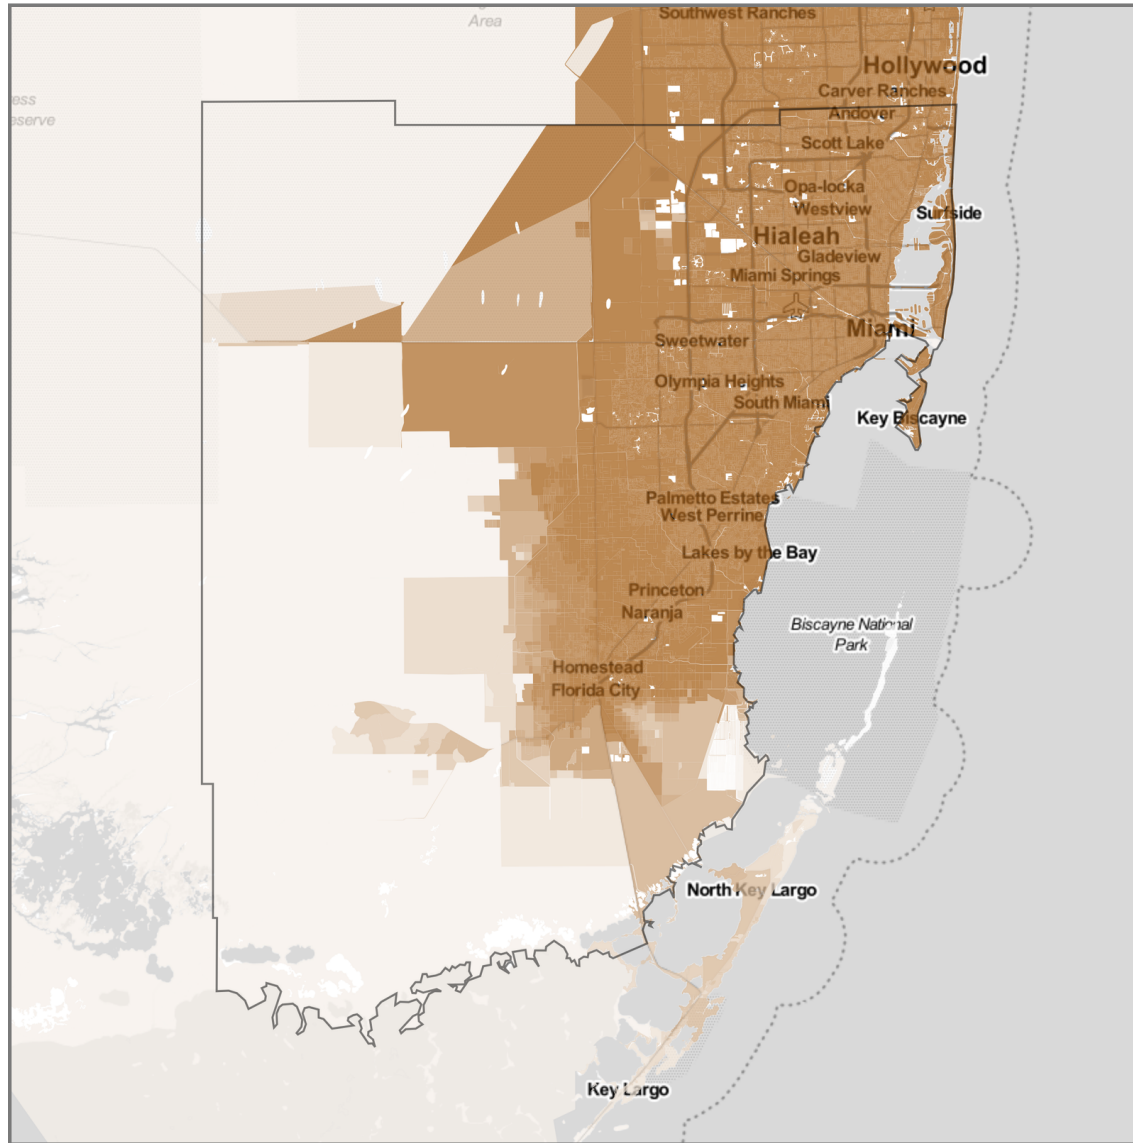 Southwest Ranches
Area
Hollywood
Carver Ranches
ess
Andover
eserve
Scott Lake
Opa-locka
Westview
Surfside
Hialeah
Gladeview
Miami Springs
Miami
Sweetwater
Olympia Heights
South Miami
Key Biscayne
Palmetto Estates
West Perrine
Lakes by the Bay
Princeton
Naranja
Biscayne National
Park
Homestead
Florida City
North Key Largo
Key Largo